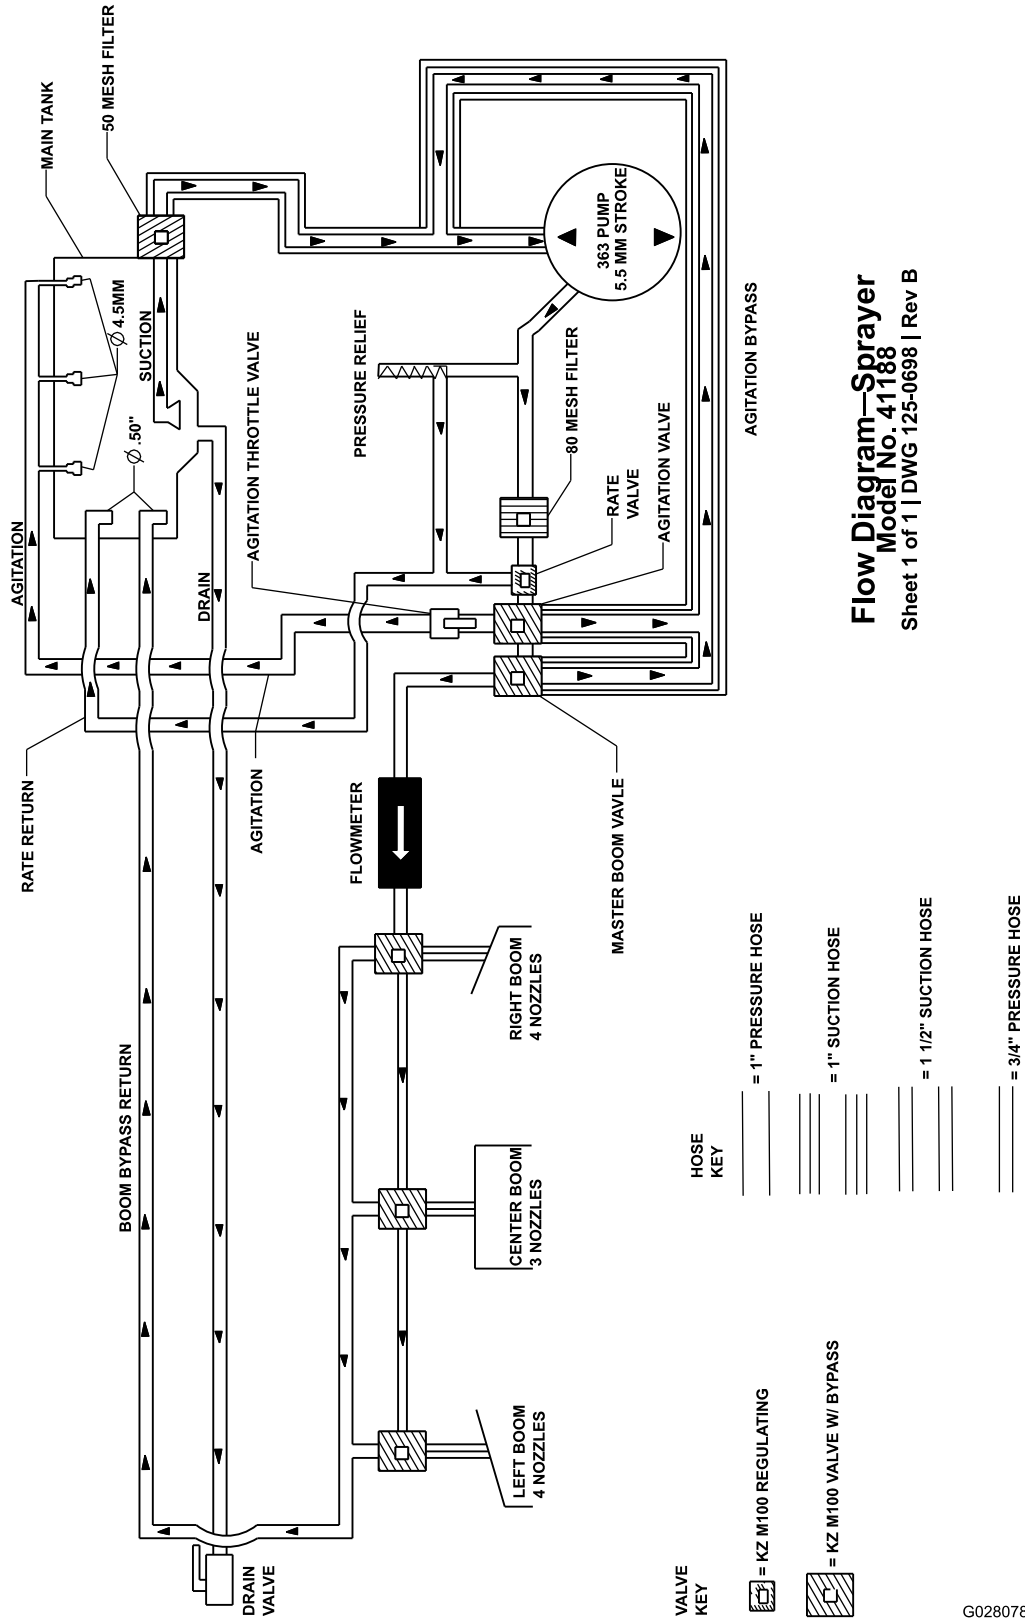 MAIN TANK
50 MESH FILTER
AGITATION
Ø 4.5MM
SUCTION
Ø .50"
DRAIN
AGITATION THROTTLE VALVE
PRESSURE RELIEF
363 PUMP
5.5 MM STROKE
80 MESH FILTER
RATE
VALVE
AGITATION VALVE
AGITATION BYPASS
RATE RETURN
AGITATION
FLOWMETER
MASTER BOOM VAVLE
BOOM BYPASS RETURN
RIGHT BOOM
4 NOZZLES
CENTER BOOM
3 NOZZLES
LEFT BOOM
4 NOZZLES
DRAIN
VALVE
HOSE
KEY
= 1" PRESSURE HOSE
= 1" SUCTION HOSE
= 1 1/2" SUCTION HOSE
= 3/4" PRESSURE HOSE
VALVE
KEY
= KZ M100 REGULATING
= KZ M100 VALVE W/ BYPASS
Flow Diagram—Sprayer
Model No. 41188
Sheet 1 of 1 | DWG 125-0698 | Rev B
G028078